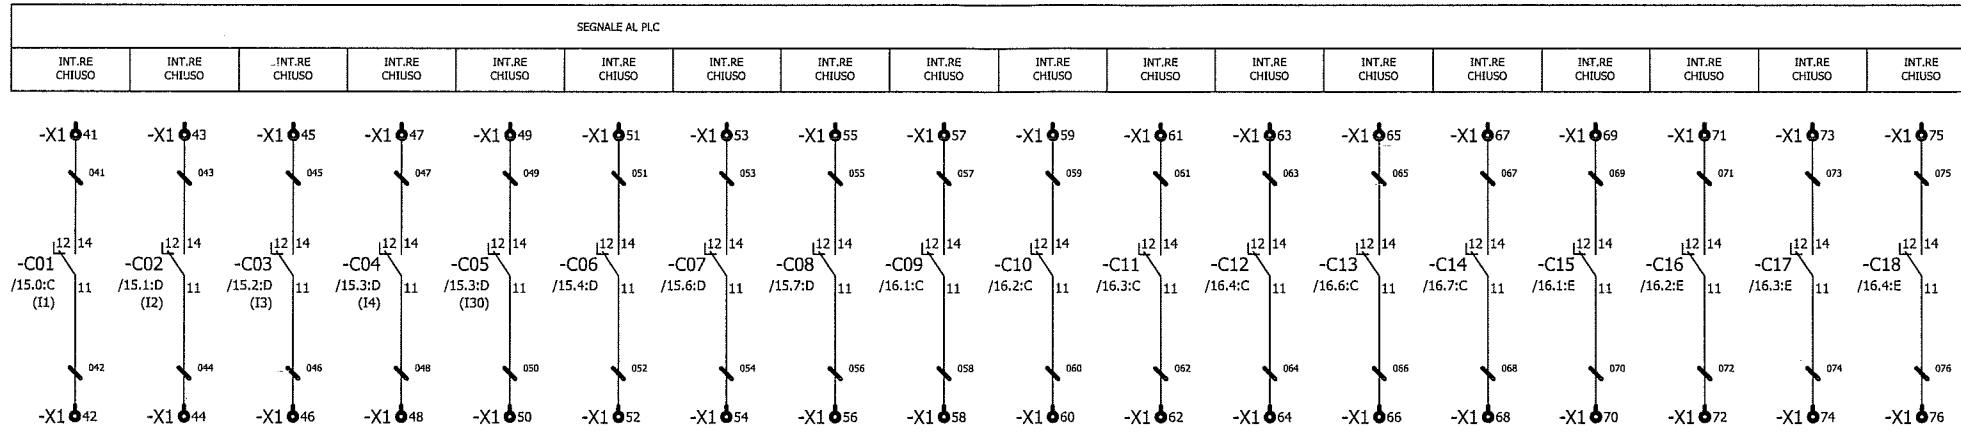 SEGNALE AL PLC
INT.RE INT.RE INT.RE INT.RE INT.RE INT.RE INT.RE INT.RE INT.RE INT.RE INT.RE INT.RE INT.RE INT.RE INT.RE INT.RE INT.RE INT.RE
CHIUSO CHIUSO CHIUSO CHIUSO CHIUSO CHIUSO CHIUSO CHIUSO CHIUSO CHIUSO CHIUSO CHIUSO CHIUSO CHIUSO CHIUSO CHIUSO CHIUSO CHIUSO
-X1 41 -X1 43 -X1 45 -X1 47 -X1 49 -X1 51 -X1 53 -X1 55 -X1 57 -X1 59 -X1 61 -X1 63 -X1 65 -X1 67 -X1 69 -X1 71 -X1 73 -X1 75
041 043 045 047 049 051 053 055 057 059 061 063 065 067 069 071 073 075
12 14 12 14 12 14 12 14 12 14 12 14 12 14 12 14 12 14 12 14 12 14 12 14 12 14 12 14 12 14 12 14 12 14 12 14
-C01 -C02 -C03 -C04 -C05 -C06 -C07 -C08 -C09 -C10 -C11 -C12 -C13 -C14 -C15 -C16 -C17 -C18
/15.0:C 11 /15.1:D 11 /15.2:D 11 /15.3:D 11 /15.3:D 11 /15.4:D 11 /15.6:D 11 /15.7:D 11 /16.1:C 11 /16.2:C 11 /16.3:C 11 /16.4:C 11 /16.6:C 11 /16.7:C 11 /16.1:E 11 /16.2:E 11 /16.3:E 11 /16.4:E 11
(I1) (I2) (I3) (I4) (I30)
042 044 046 048 050 052 054 056 058 060 062 064 066 068 070 072 074 076
-X1 42 -X1 44 -X1 46 -X1 48 -X1 50 -X1 52 -X1 54 -X1 56 -X1 58 -X1 60 -X1 62 -X1 64 -X1 66 -X1 68 -X1 70 -X1 72 -X1 74 -X1 76